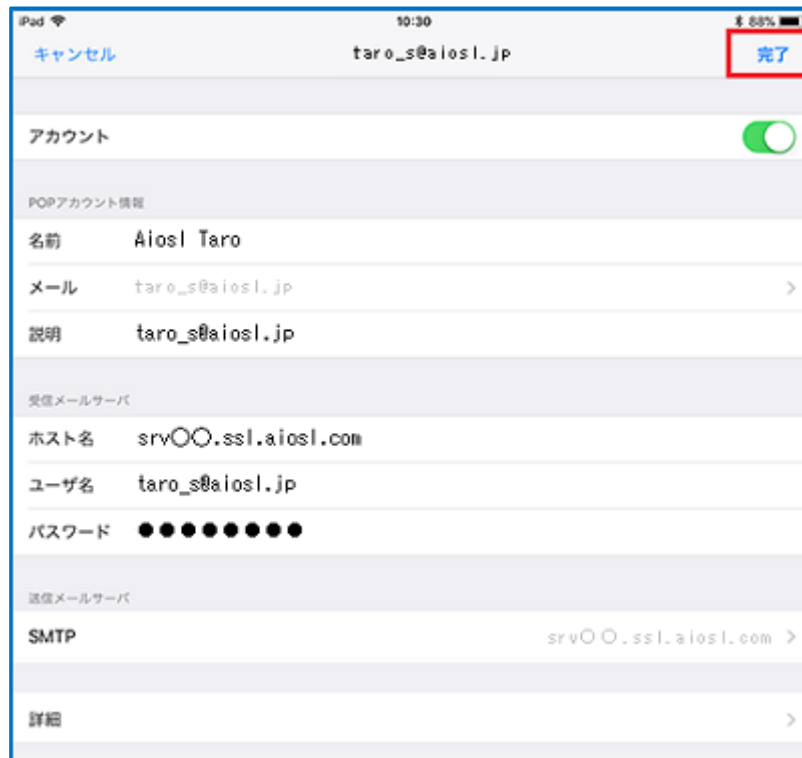 iPad 10:30 88%
キャンセル taro_s@aiosl.jp 完了
アカウント
POPアカウント情報
名前 Aiosl Taro
メール taro_s@aiosl.jp
説明 taro_s@aiosl.jp
受信メールサーバ
ホスト名 srv〇〇.ssl.aiosl.com
ユーザ名 taro_s@aiosl.jp
パスワード ●●●●●●●●
送信メールサーバ
SMTP srv〇〇.ssl.aiosl.com
詳細